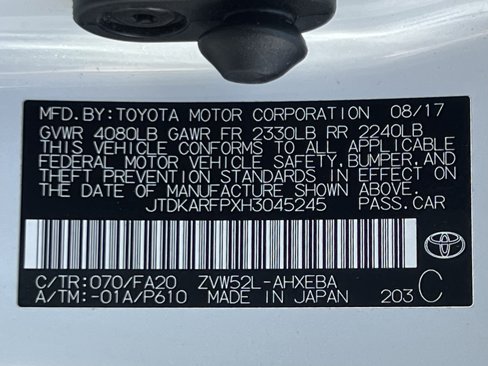 MFD.BY:TOYOTA MOTOR CORPORATION 08/17
GVWR 4080LB GAWR FR 2330LB RR 2240LB
THIS VEHICLE CONFORMS TO ALL APPLICABLE
FEDERAL MOTOR VEHICLE SAFETY,BUMPER,AND
THEFT PREVENTION STANDARDS IN EFFECT ON
THE DATE OF MANUFACTURE SHOWN ABOVE.
JTDKARFPXH3045245 PASS.CAR
C/TR:070/FA20 ZVW52L-AHXEBA
A/TM:-01A/P610 MADE IN JAPAN 203 C
TOYOTA